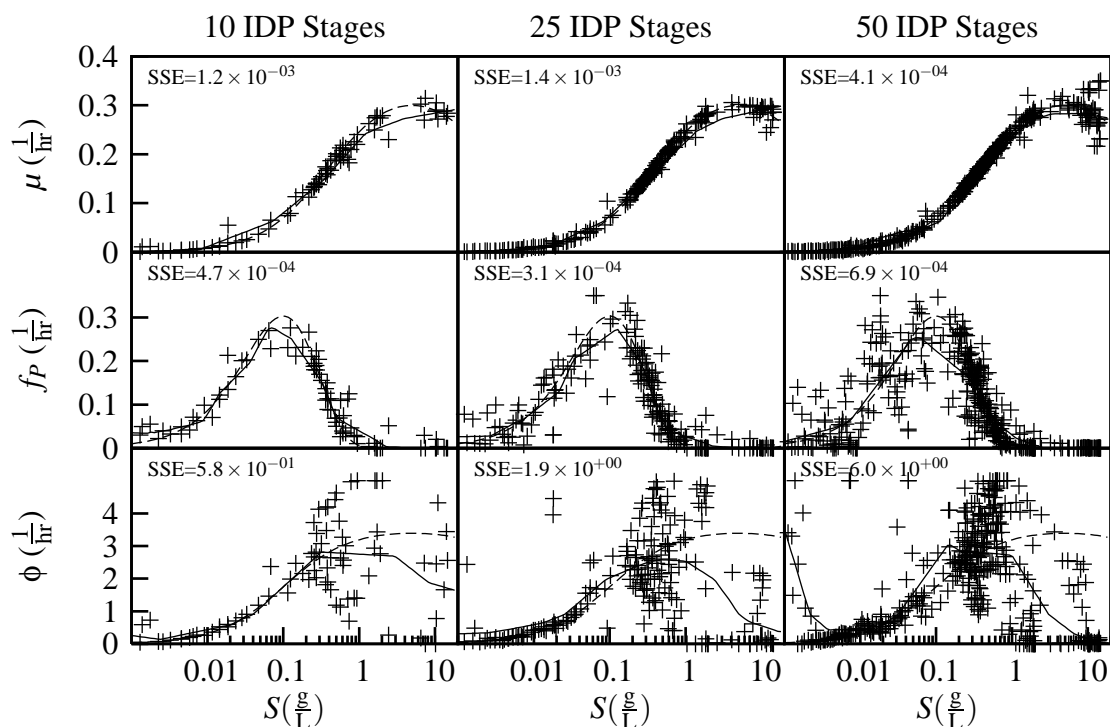 10 IDP Stages 25 IDP Stages 50 IDP Stages
SSE=1.2 × 10⁻⁰³ SSE=1.4 × 10⁻⁰³ SSE=4.1 × 10⁻⁰⁴
0.4
0.3
0.2
0.1
0
μ (1/hr)
SSE=4.7 × 10⁻⁰⁴ SSE=3.1 × 10⁻⁰⁴ SSE=6.9 × 10⁻⁰⁴
0.3
0.2
0.1
0
f_P (1/hr)
SSE=5.8 × 10⁻⁰¹ SSE=1.9 × 10⁺⁰⁰ SSE=6.0 × 10⁺⁰⁰
4
3
2
1
0
ϕ (1/hr)
0.01 0.1 1 10 0.01 0.1 1 10 0.01 0.1 1 10
S(g/L) S(g/L) S(g/L)